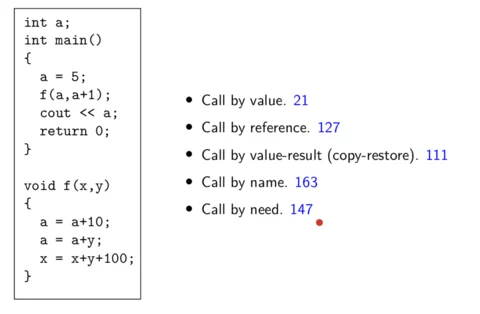 int a;
int main()
{
  a = 5;
  f(a,a+1);
  cout << a;
  return 0;
}

void f(x,y)
{
  a = a+10;
  a = a+y;
  x = x+y+100;
}
• Call by value. 21
• Call by reference. 127
• Call by value-result (copy-restore). 111
• Call by name. 163
• Call by need. 147